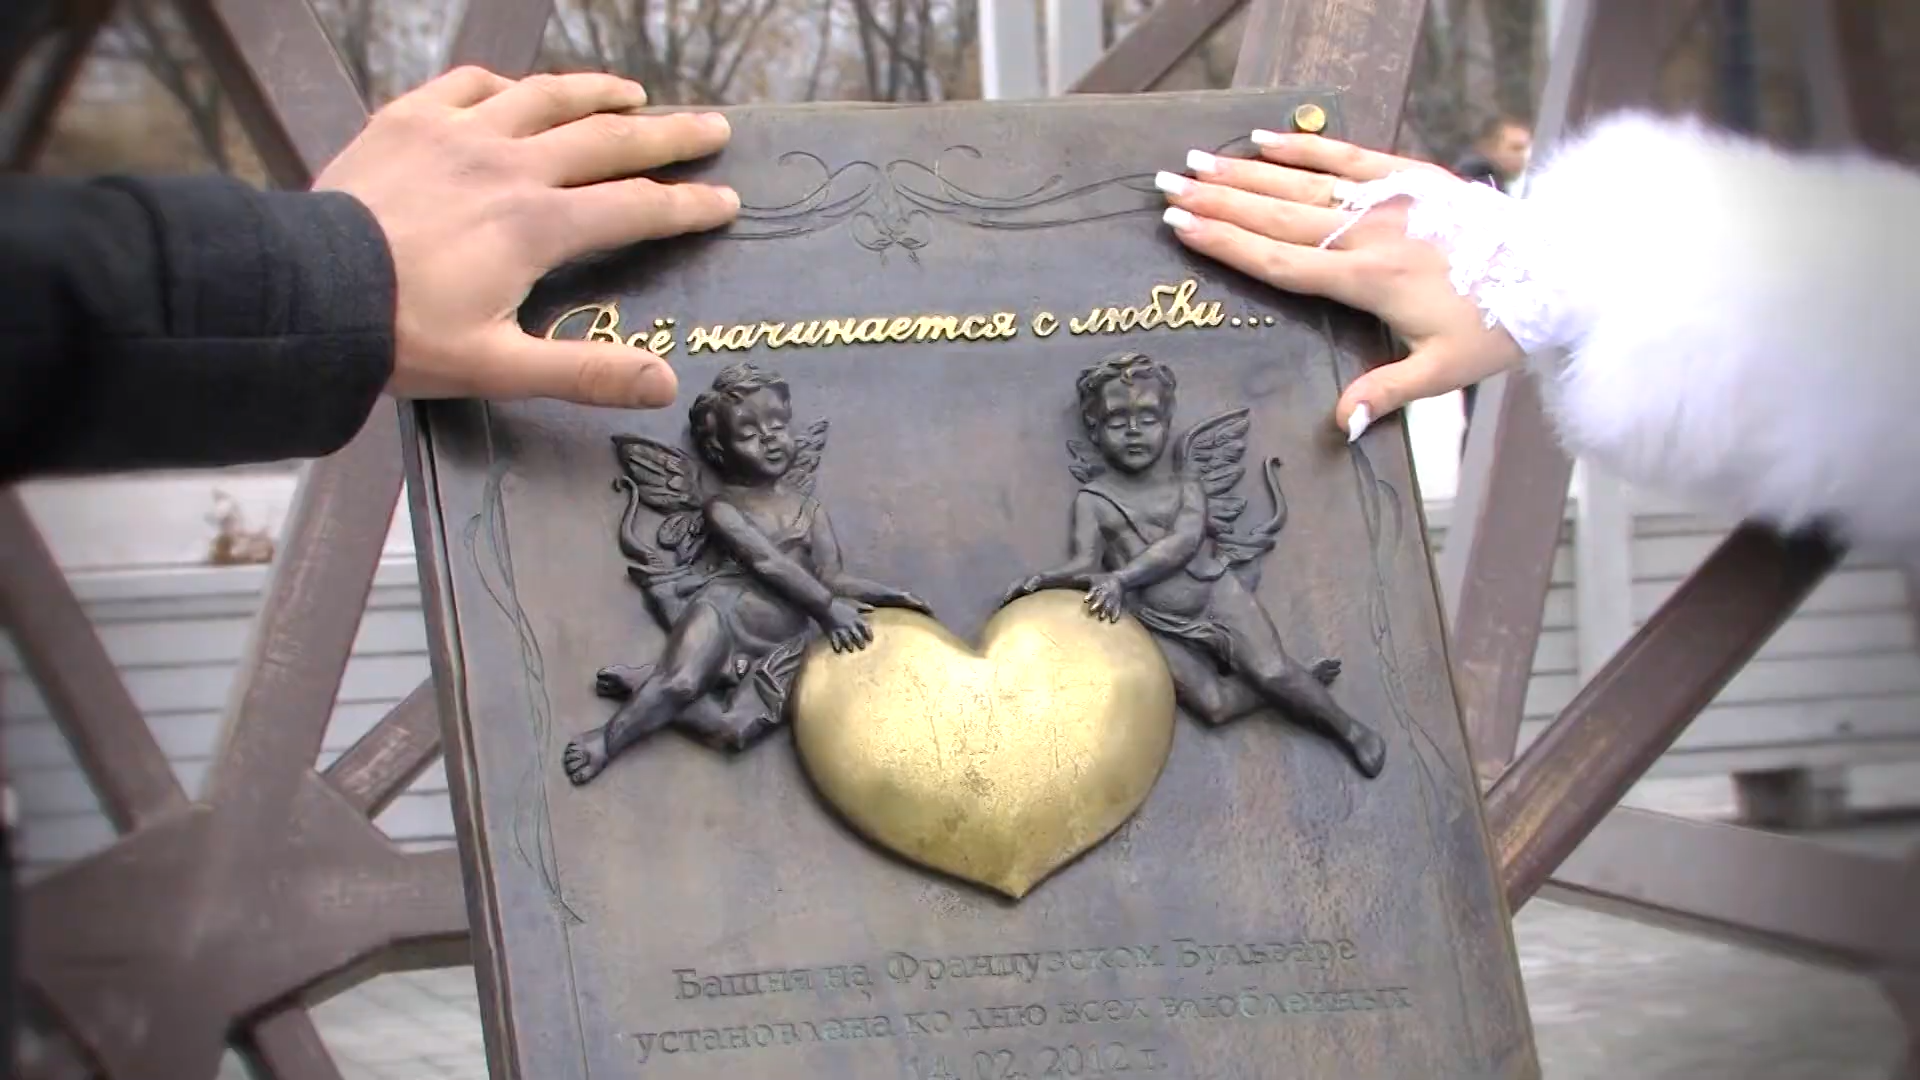 Всё начинается с любви...
Башня на Французском Бульваре
установлена ко дню всех влюбленных
14. 02. 2012 г.